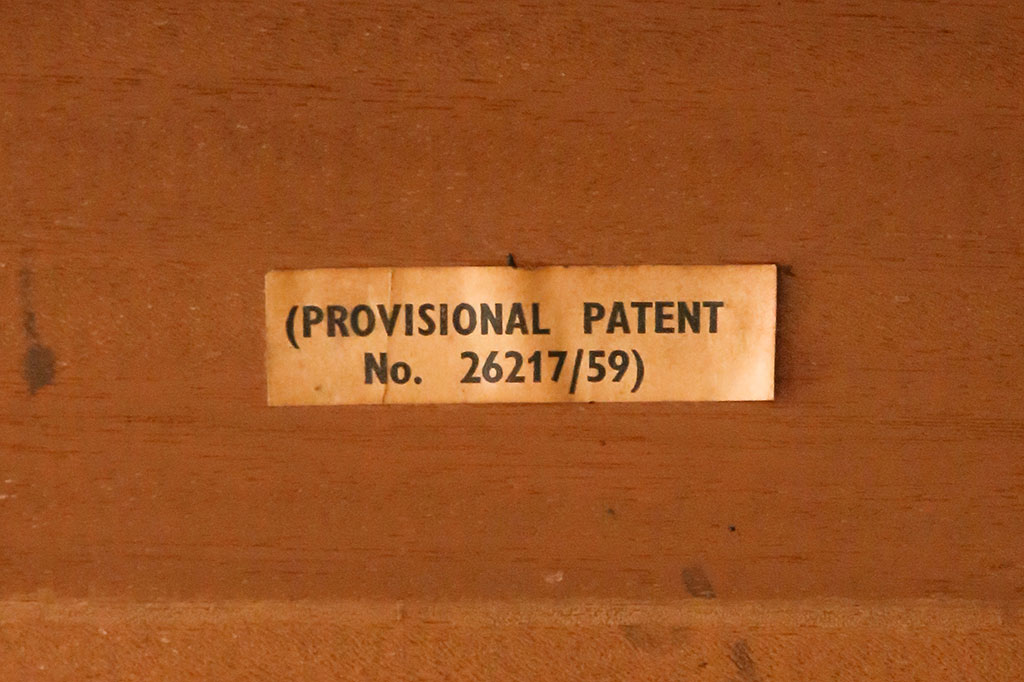 (PROVISIONAL PATENT
No. 26217/59)